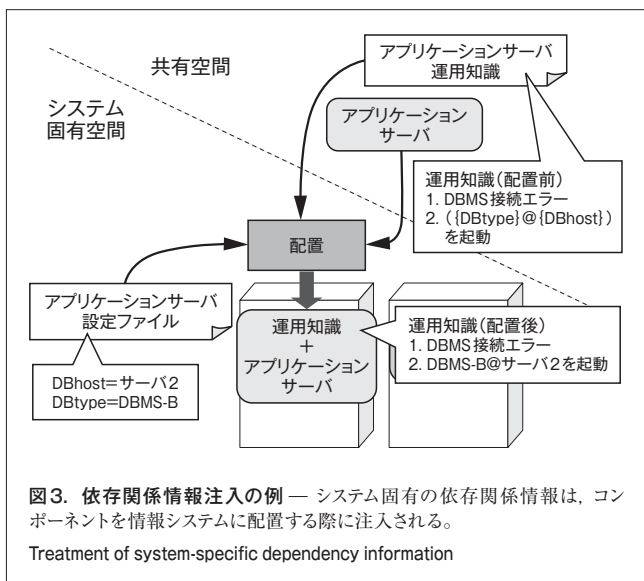 共有空間
システム
固有空間
アプリケーションサーバ
運用知識
アプリケーション
サーバ
運用知識(配置前)
1. DBMS接続エラー
2. ({DBtype}@{DBhost})
を起動
配置
アプリケーションサーバ
設定ファイル
DBhost=サーバ2
DBtype=DBMS-B
運用知識
+
アプリケーション
サーバ
運用知識(配置後)
1. DBMS接続エラー
2. DBMS-B@サーバ2を起動
図3. 依存関係情報注入の例 — システム固有の依存関係情報は,コン
ポーネントを情報システムに配置する際に注入される。
Treatment of system-specific dependency information